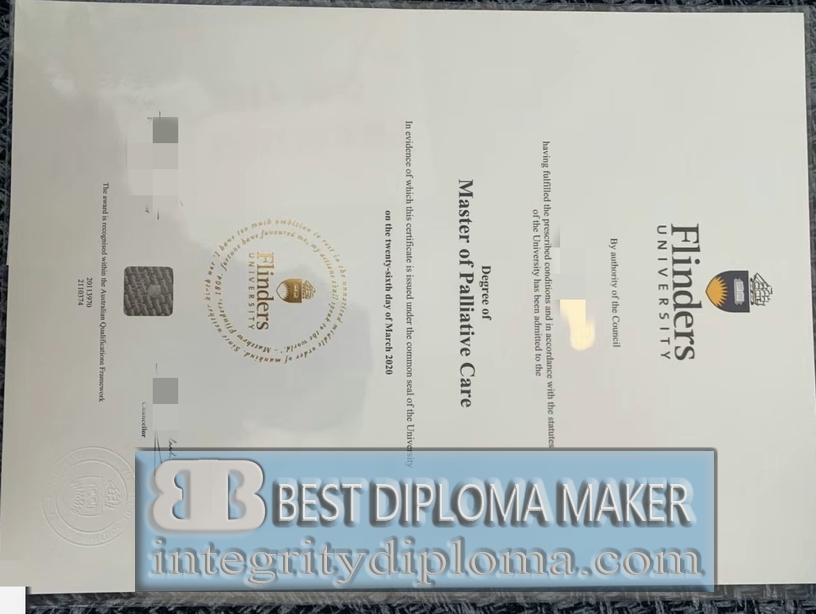 Flinders
UNIVERSITY
By authority of the Council
having fulfilled the prescribed conditions and in accordance with the statutes
of the University has been admitted to the
Degree of
Master of Palliative Care
In evidence of which this certificate is issued under the common seal of the University
on the twenty-sixth day of March 2020
Flinders
UNIVERSITY
Chancellor
The award is recognised within the Australian Qualifications Framework
20113970
2110374
BEST DIPLOMA MAKER
integritydiploma.com